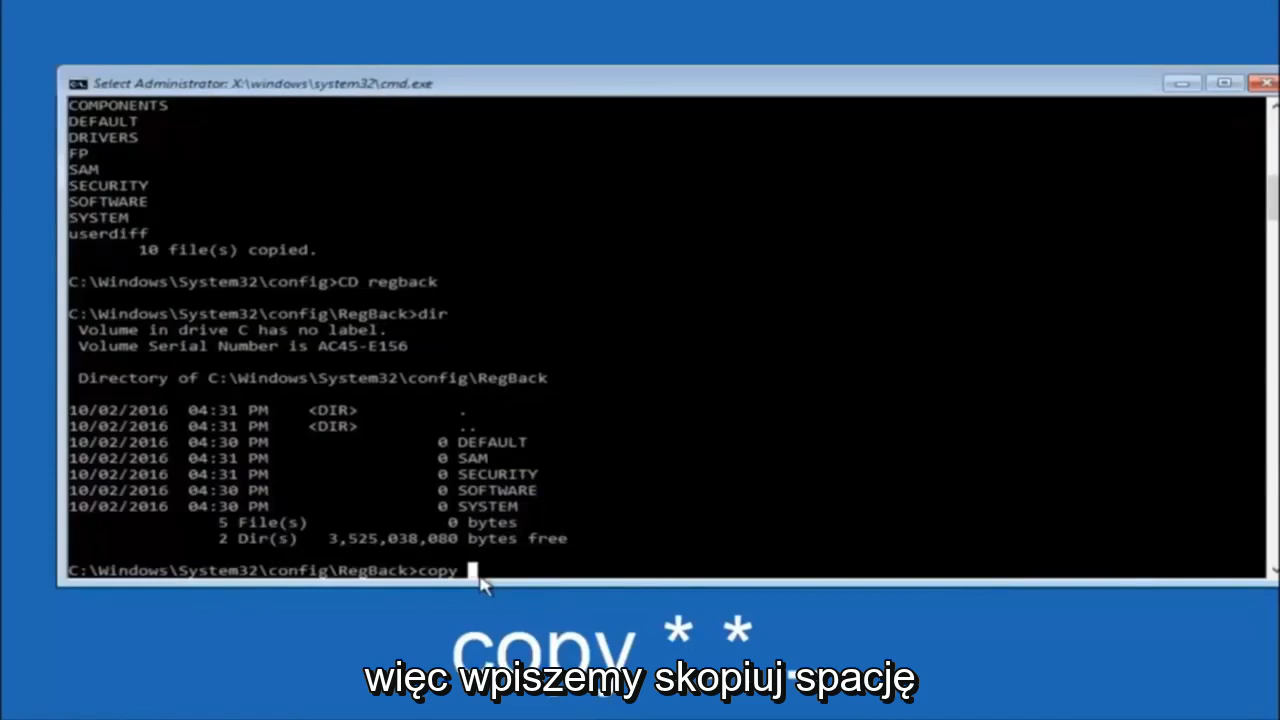 Select Administrator: X:\windows\system32\cmd.exe
COMPONENTS
DEFAULT
DRIVERS
FP
SAM
SECURITY
SOFTWARE
SYSTEM
userdiff
10 file(s) copied.
C:\Windows\System32\config>CD regback
C:\Windows\System32\config\RegBack>dir
Volume in drive C has no label.
Volume Serial Number is AC45-E156
Directory of C:\Windows\System32\config\RegBack
10/02/2016 04:31 PM <DIR> .
10/02/2016 04:31 PM <DIR> ..
10/02/2016 04:30 PM 0 DEFAULT
10/02/2016 04:31 PM 0 SAM
10/02/2016 04:31 PM 0 SECURITY
10/02/2016 04:30 PM 0 SOFTWARE
10/02/2016 04:30 PM 0 SYSTEM
5 File(s) 0 bytes
2 Dir(s) 3,525,038,080 bytes free
C:\Windows\System32\config\RegBack>copy
copy * * .
więc wpiszemy skopiuj spację